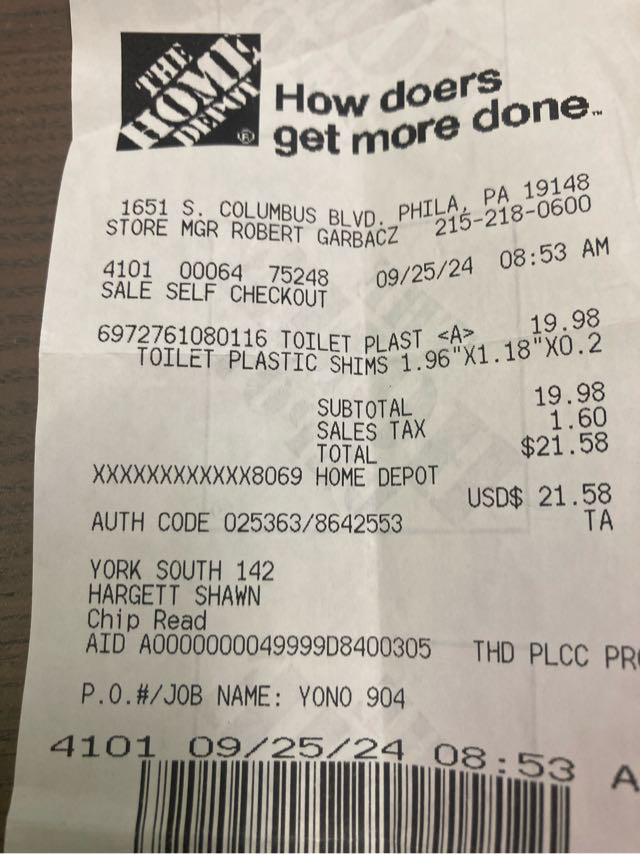 THE
HOME
DEPOT
®
How doers
get more done.™
1651 S. COLUMBUS BLVD. PHILA, PA 19148
STORE MGR ROBERT GARBACZ 215-218-0600
4101 00064 75248 09/25/24 08:53 AM
SALE SELF CHECKOUT
6972761080116 TOILET PLAST <A> 19.98
TOILET PLASTIC SHIMS 1.96"X1.18"X0.2
SUBTOTAL 19.98
SALES TAX 1.60
TOTAL $21.58
XXXXXXXXXXXX8069 HOME DEPOT
USD$ 21.58
AUTH CODE 025363/8642553 TA
YORK SOUTH 142
HARGETT SHAWN
Chip Read
AID A0000000049999D8400305 THD PLCC PR
P.O.#/JOB NAME: YONO 904
4101 09/25/24 08:53 A